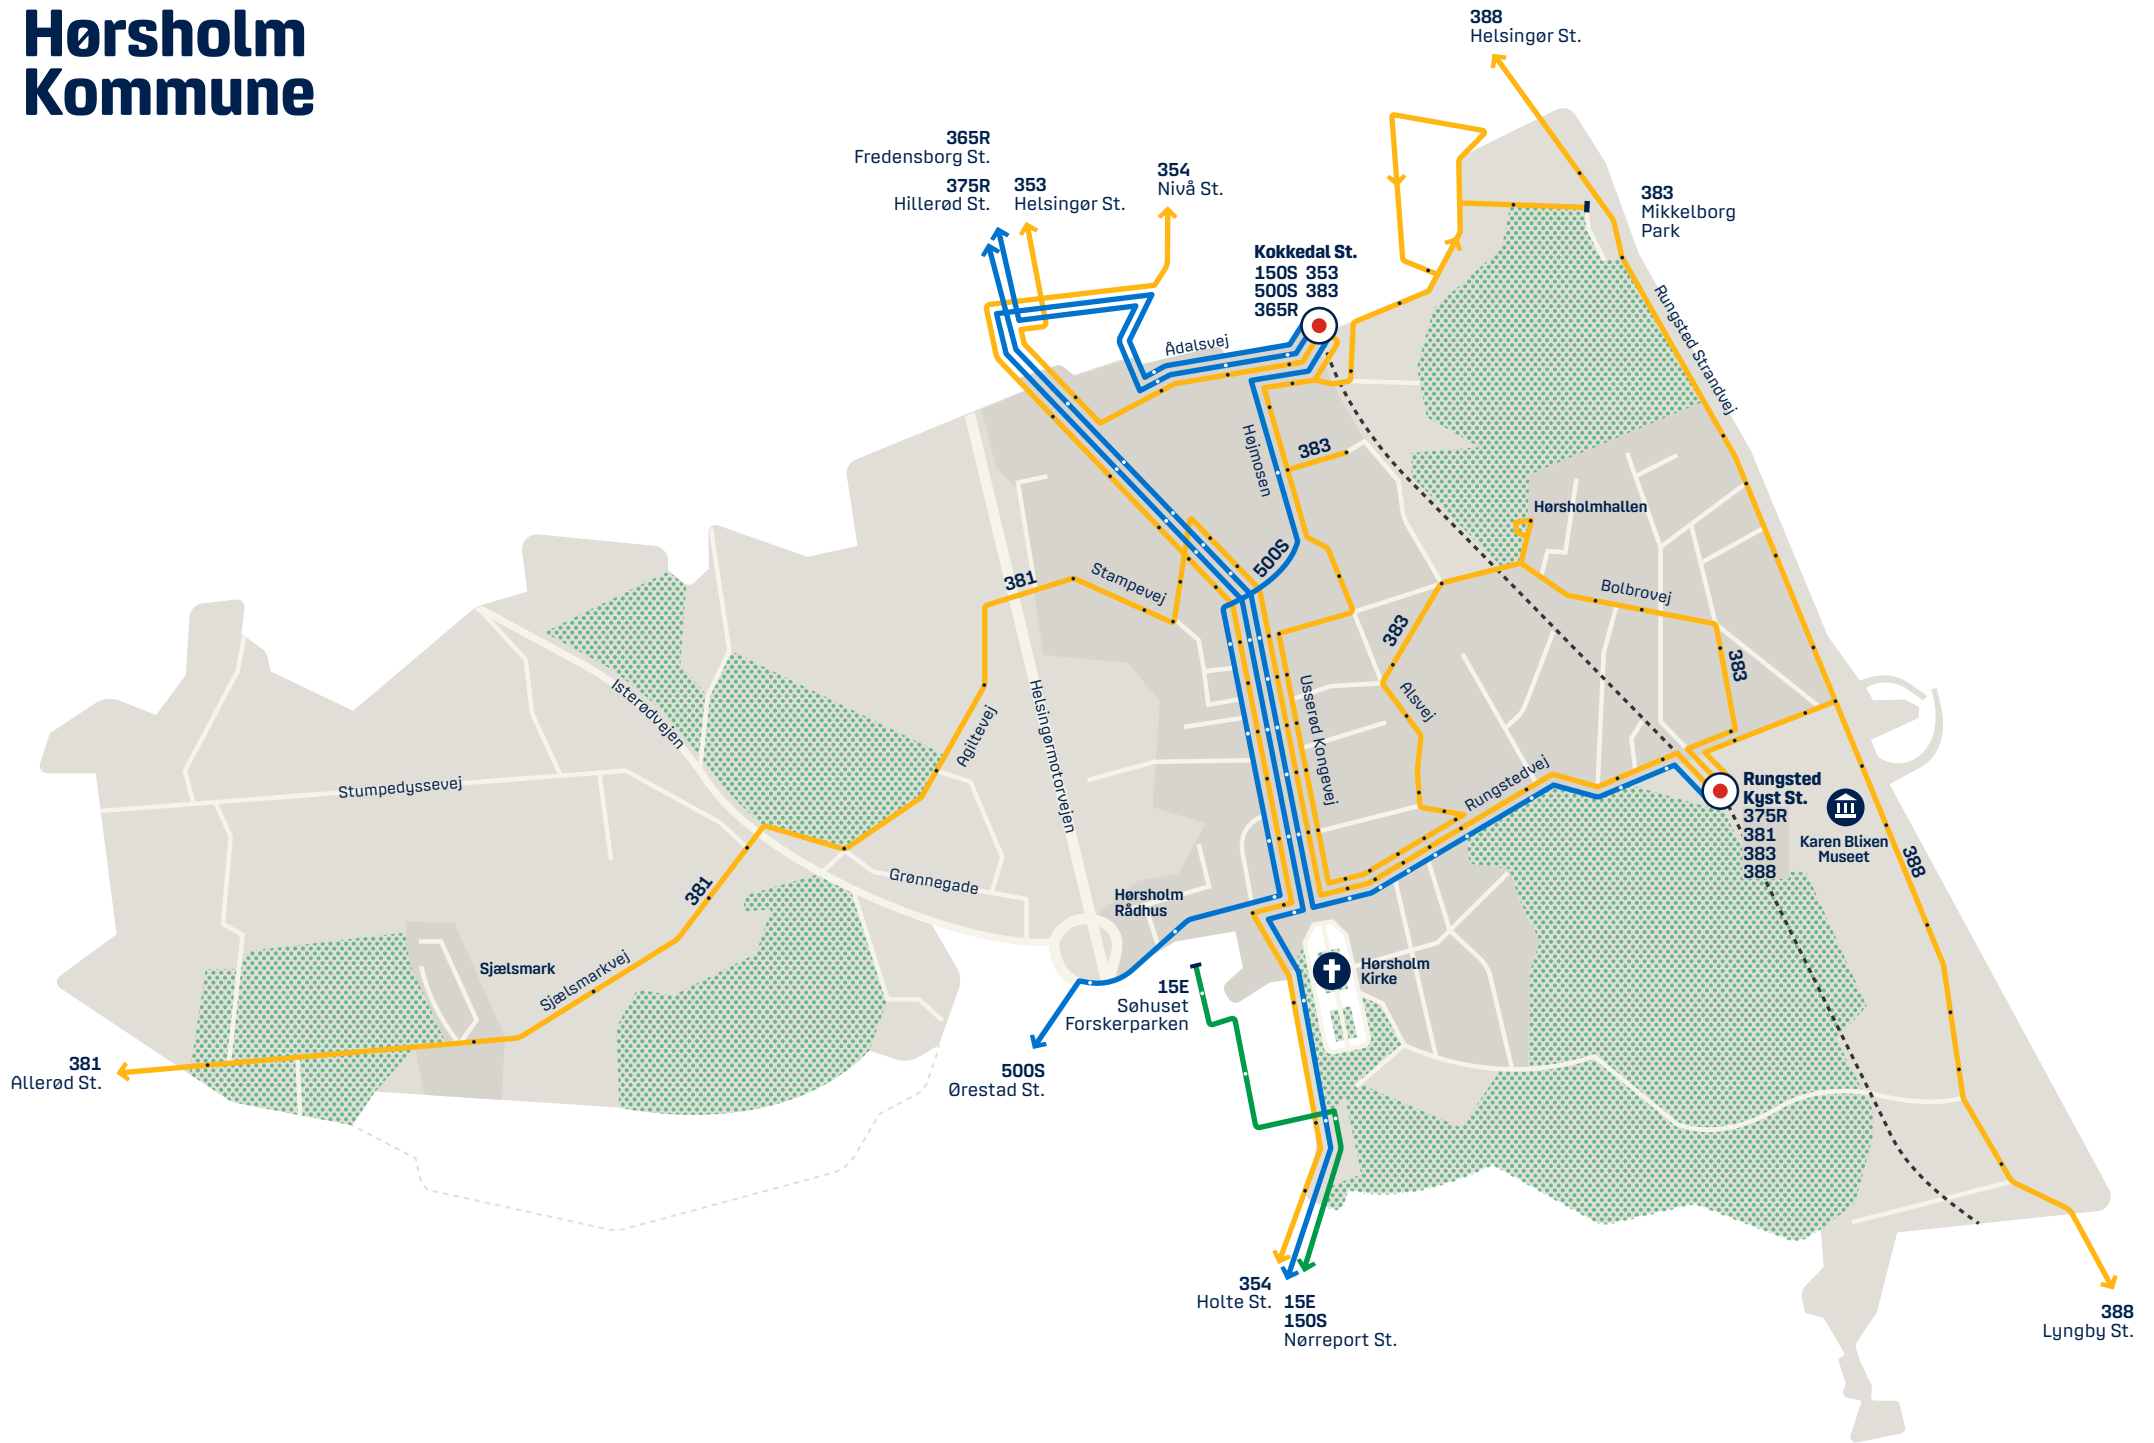 Hørsholm
Kommune
388
Helsingør St.
365R
Fredensborg St.
375R
Hillerød St.
353
Helsingør St.
354
Nivå St.
383
Mikkelborg
Park
Kokkedal St.
150S 353
500S 383
365R
Ådalsvej
Rungsted Strandvej
Højmosen
383
Hørsholmhallen
500S
381
Stampevej
Bolbrovej
383
383
Isterødvejen
Agiltevej
Helsingørmotorvejen
Usserød Kongevej
Alsvej
Stumpedyssevej
Rungstedvej
Rungsted
Kyst St.
375R
381
383
388
Karen Blixen
Museet
388
Grønnegade
381
Hørsholm
Rådhus
Sjælsmark
Sjælsmarkvej
Hørsholm
Kirke
15E
Søhuset
Forskerparken
381
Allerød St.
500S
Ørestad St.
354
Holte St.
15E
150S
Nørreport St.
388
Lyngby St.